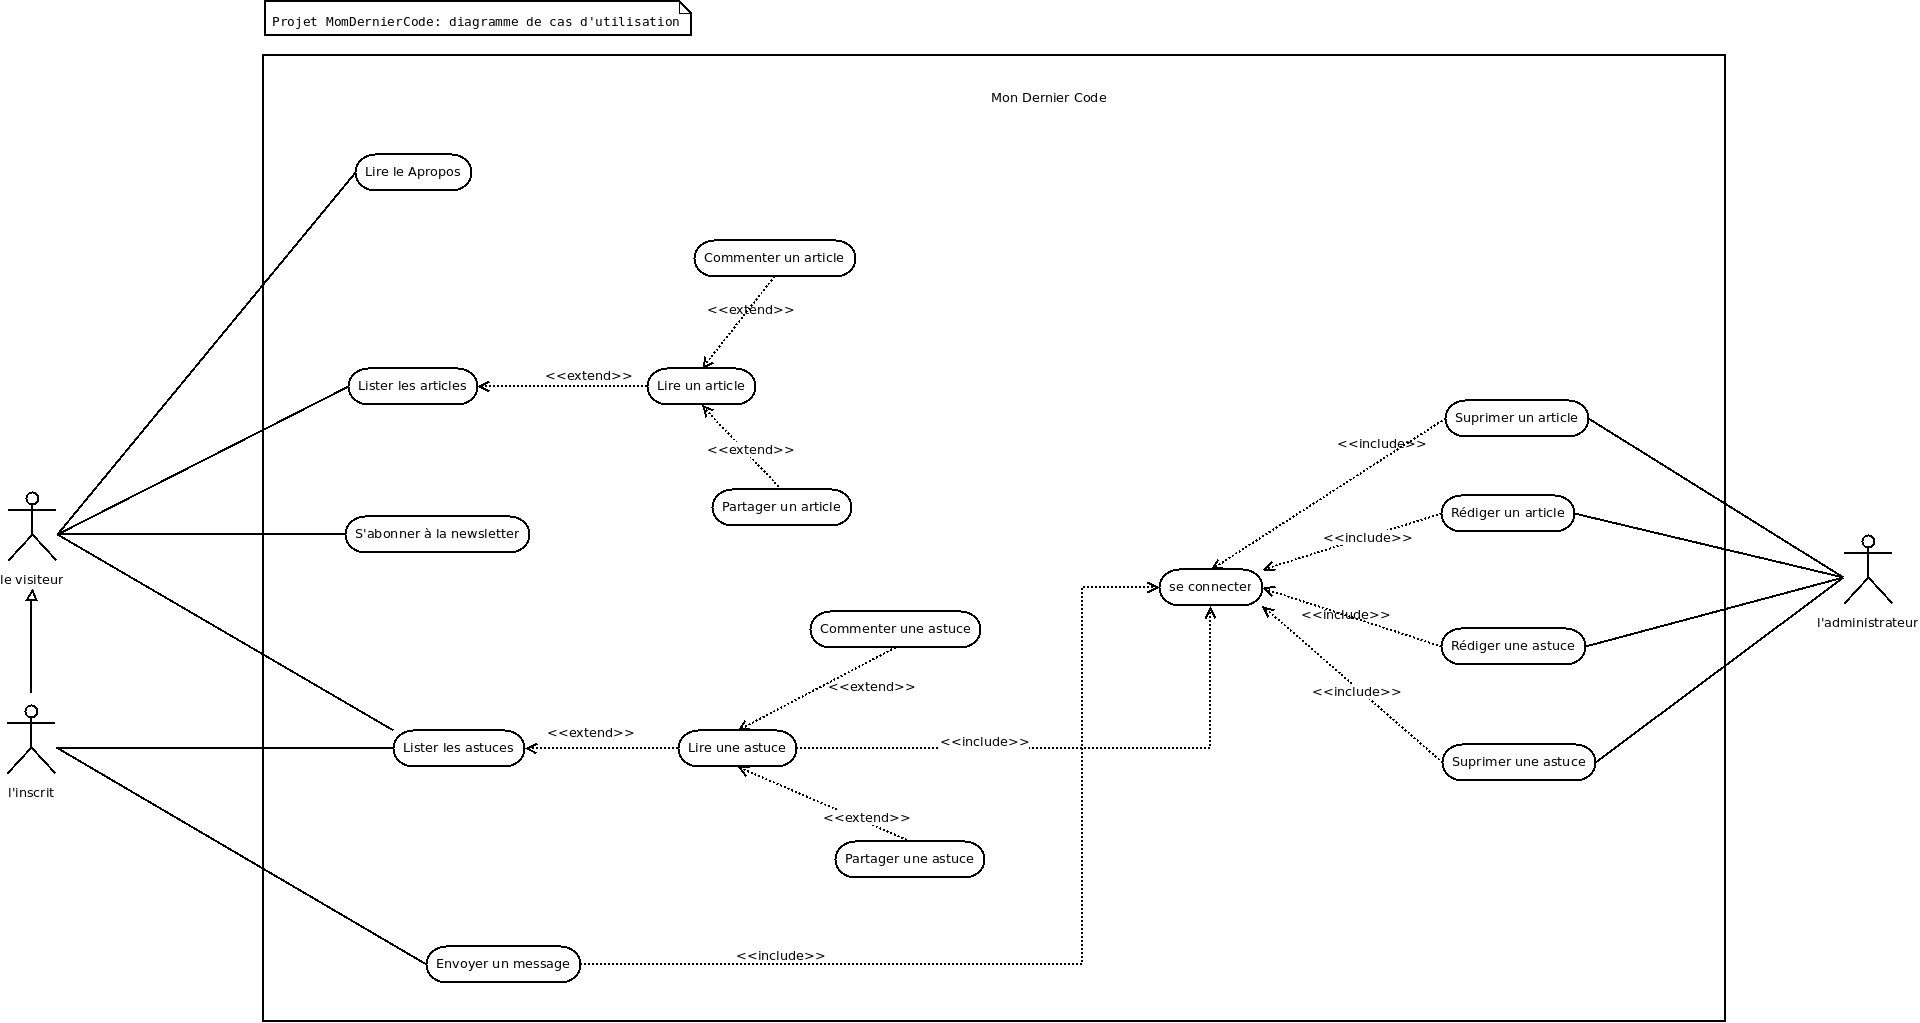 Projet MomDernierCode: diagramme de cas d'utilisation
Mon Dernier Code
Lire le Apropos
Commenter un article
<<extend>>
Lister les articles
<<extend>>
Lire un article
<<extend>>
Partager un article
S'abonner à la newsletter
le visiteur
Suprimer un article
<<include>>
Rédiger un article
<<include>>
se connecter
l'administrateur
<<include>>
Rédiger une astuce
<<include>>
Suprimer une astuce
Commenter une astuce
<<extend>>
Lister les astuces
<<extend>>
Lire une astuce
<<include>>
l'inscrit
<<extend>>
Partager une astuce
Envoyer un message
<<include>>